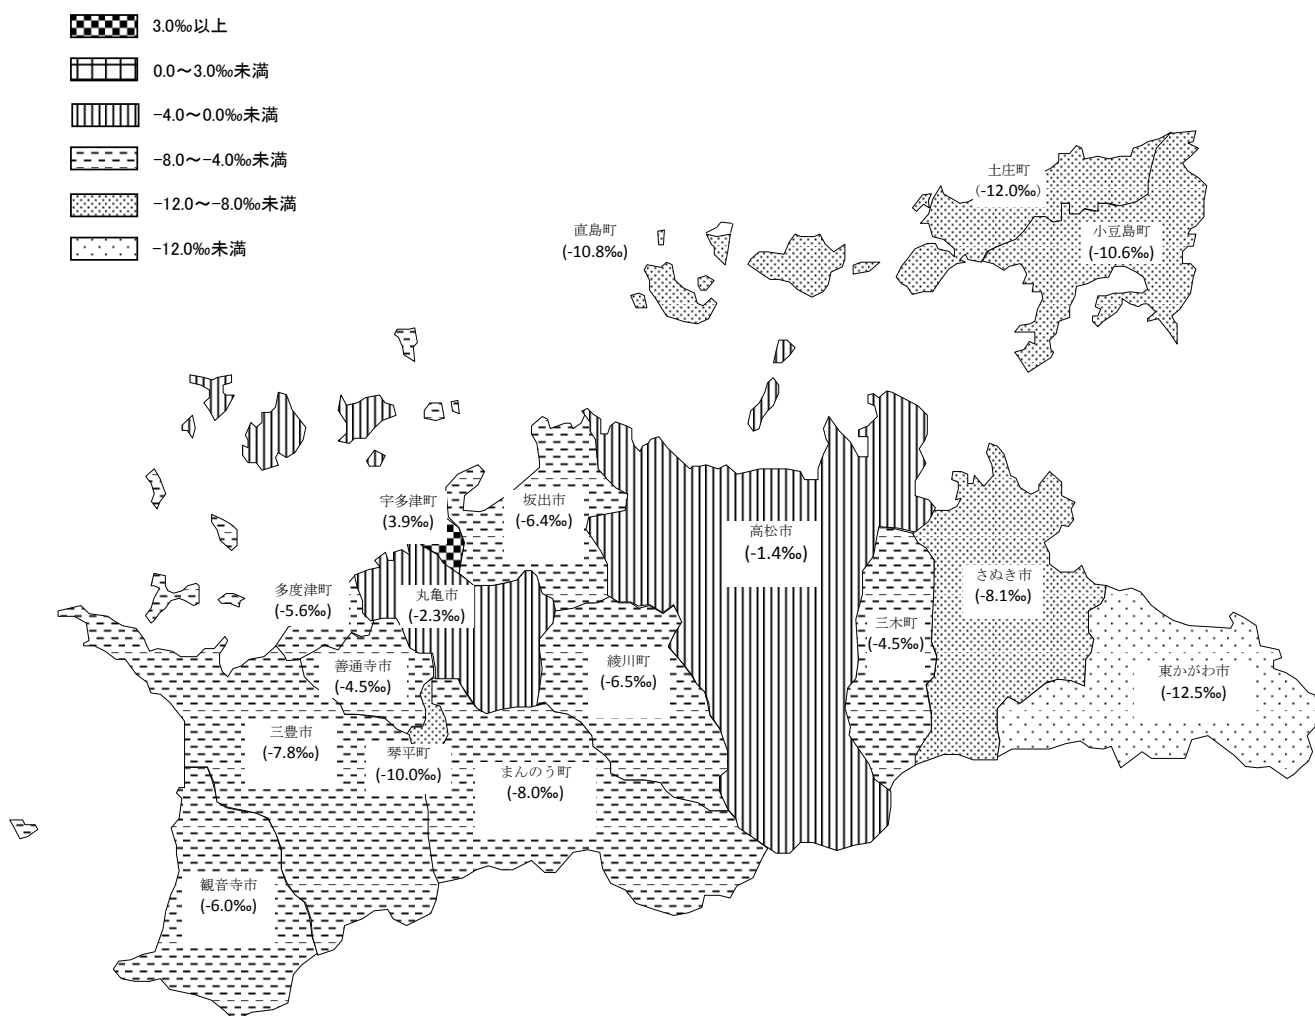 3.0‰以上
0.0～3.0‰未満
-4.0～0.0‰未満
-8.0～-4.0‰未満
-12.0～-8.0‰未満
-12.0‰未満
土庄町
(-12.0‰)
直島町
(-10.8‰)
小豆島町
(-10.6‰)
宇多津町
(3.9‰)
坂出市
(-6.4‰)
高松市
(-1.4‰)
さぬき市
(-8.1‰)
多度津町
(-5.6‰)
丸亀市
(-2.3‰)
三木町
(-4.5‰)
善通寺市
(-4.5‰)
綾川町
(-6.5‰)
東かがわ市
(-12.5‰)
三豊市
(-7.8‰)
琴平町
(-10.0‰)
まんのう町
(-8.0‰)
観音寺市
(-6.0‰)